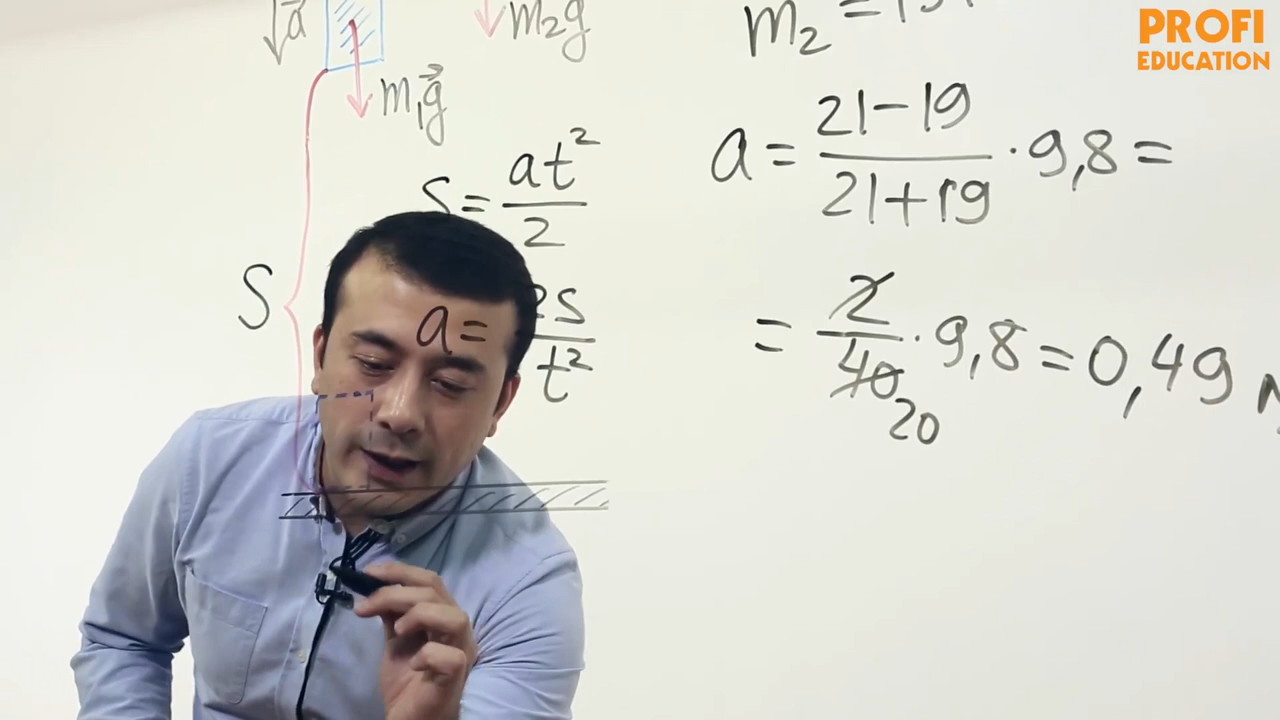 PROFI
EDUCATION
a⃗
m₂g
m₁g⃗
S = at²/2
S
a = 2s/t²
m₂ =
a = (21-19)/(21+19) · 9,8 =
= 2/40 · 9,8 = 0,49
20